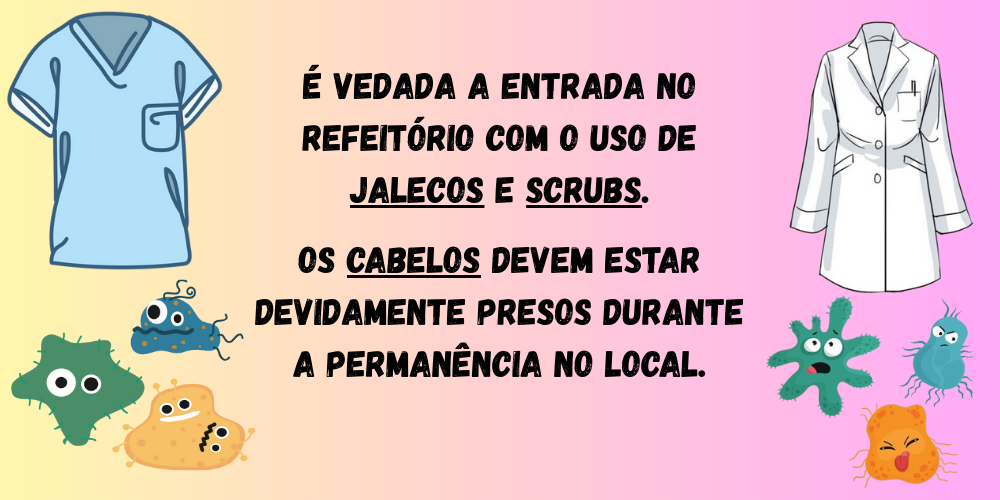 É VEDADA A ENTRADA NO
REFEITÓRIO COM O USO DE
JALECOS E SCRUBS.
OS CABELOS DEVEM ESTAR
DEVIDAMENTE PRESOS DURANTE
A PERMANÊNCIA NO LOCAL.